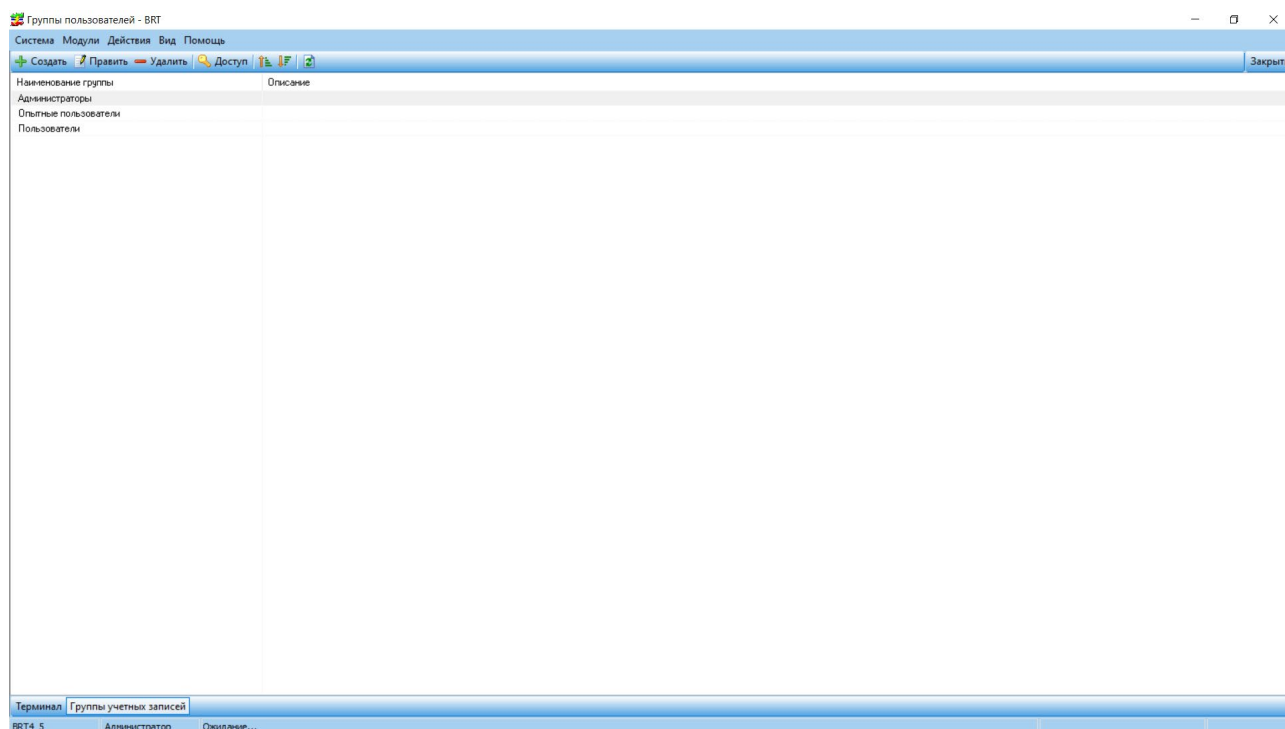 Группы пользователей - BRT
Система Модули Действия Вид Помощь
Создать Править Удалить Доступ Закрыт
Наименование группы Описание
Администраторы
Опытные пользователи
Пользователи
Терминал Группы учетных записей
BRT4_5 Администратор Ожидание...